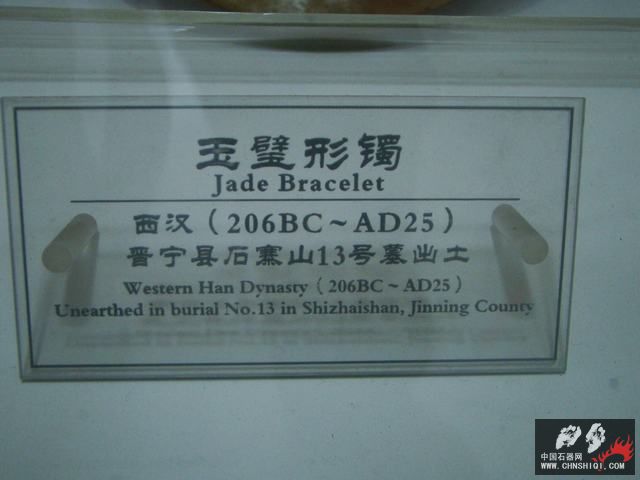 玉璧形镯
Jade Bracelet
西汉（206BC～AD25）
晋宁县石寨山13号墓出土
Western Han Dynasty（206BC～AD25）
Unearthed in burial No.13 in Shizhaishan, Jinning County
中国石器网
WWW.CHNSHIQI.COM